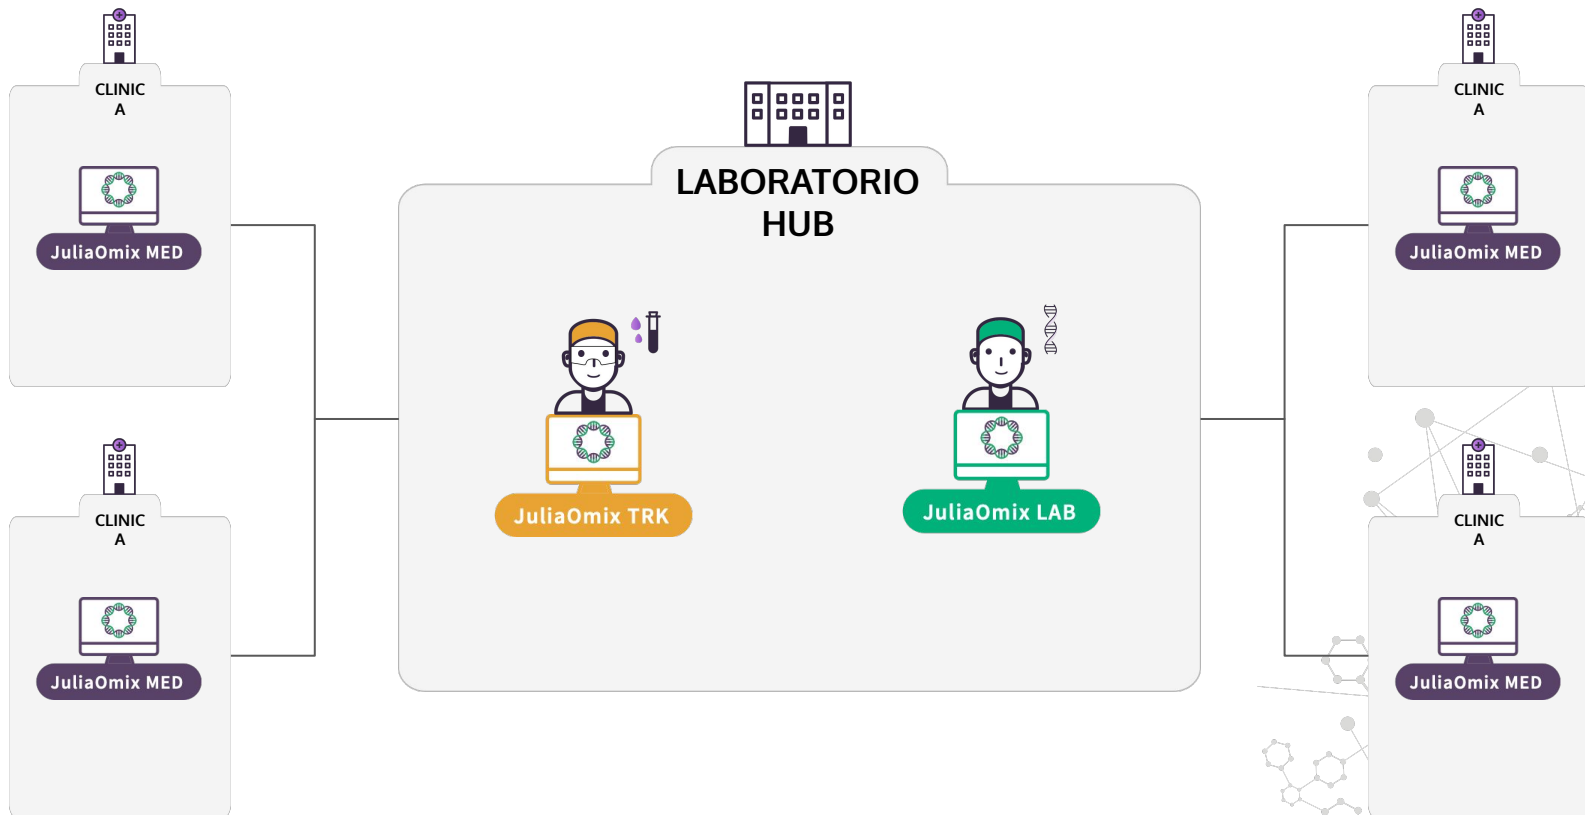 CLINIC
A
JuliaOmix MED
CLINIC
A
JuliaOmix MED
LABORATORIO
HUB
JuliaOmix TRK
JuliaOmix LAB
CLINIC
A
JuliaOmix MED
CLINIC
A
JuliaOmix MED